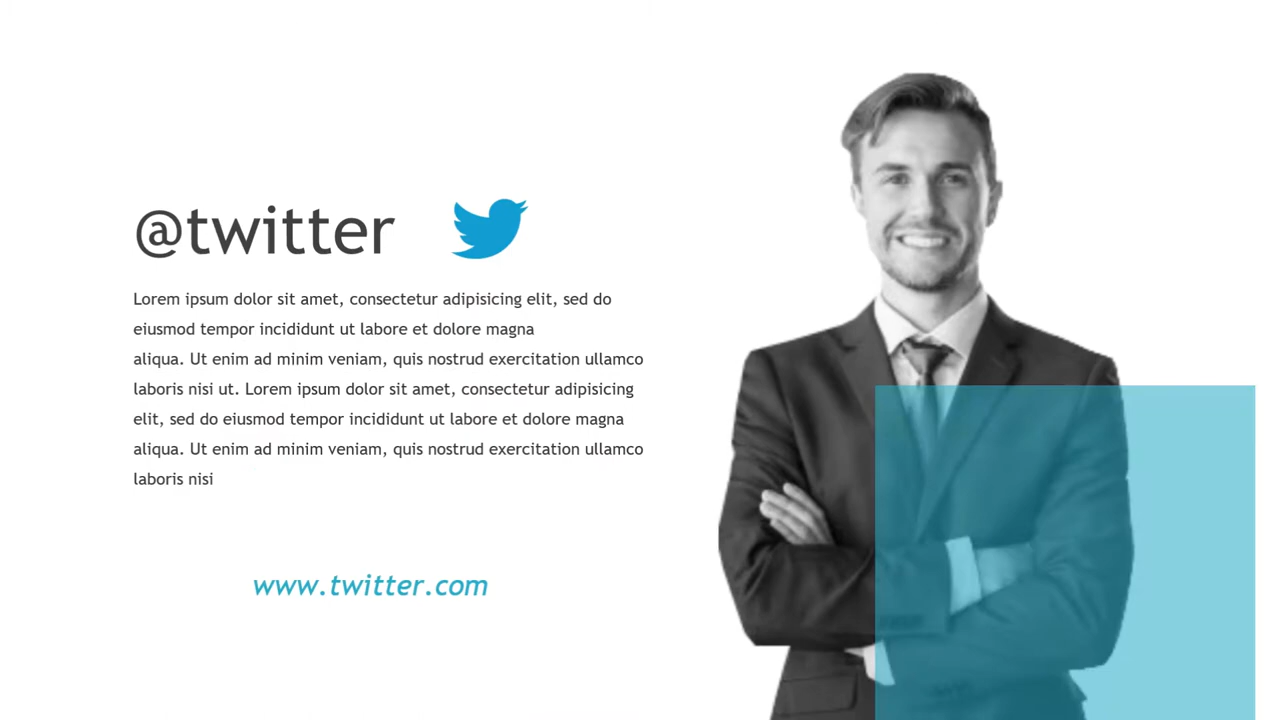 @twitter
Lorem ipsum dolor sit amet, consectetur adipisicing elit, sed do
eiusmod tempor incididunt ut labore et dolore magna
aliqua. Ut enim ad minim veniam, quis nostrud exercitation ullamco
laboris nisi ut. Lorem ipsum dolor sit amet, consectetur adipisicing
elit, sed do eiusmod tempor incididunt ut labore et dolore magna
aliqua. Ut enim ad minim veniam, quis nostrud exercitation ullamco
laboris nisi
www.twitter.com